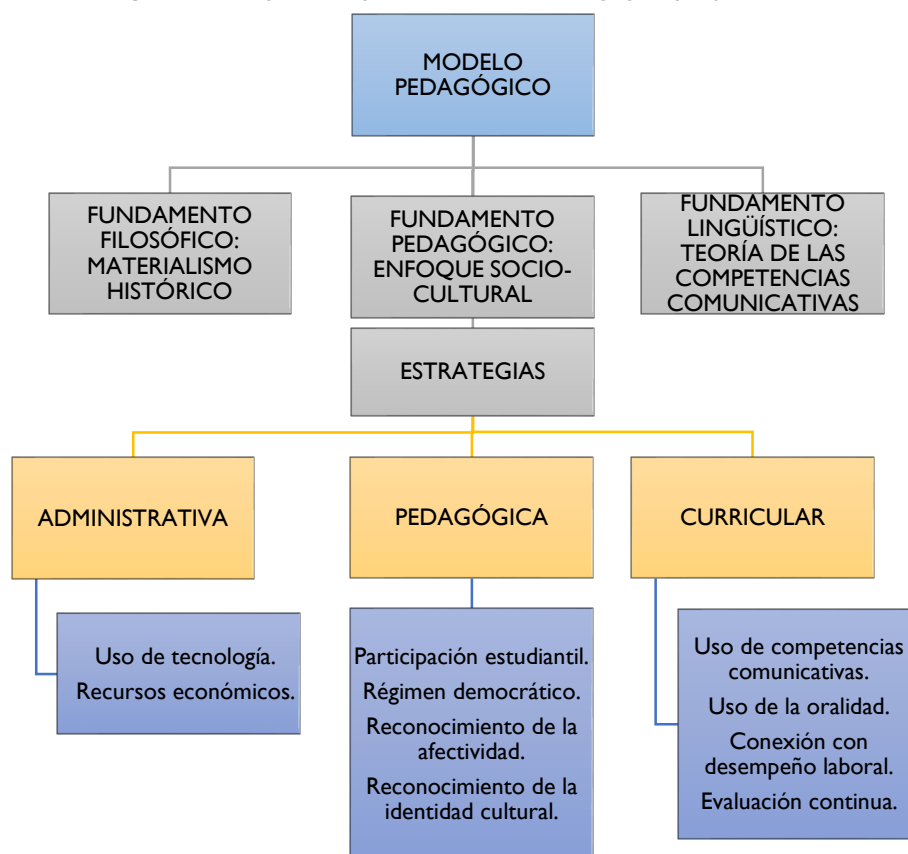 MODELO
PEDAGÓGICO
FUNDAMENTO
FILOSÓFICO:
MATERIALISMO
HISTÓRICO
FUNDAMENTO
PEDAGÓGICO:
ENFOQUE SOCIO-
CULTURAL
FUNDAMENTO
LINGÜÍSTICO:
TEORÍA DE LAS
COMPETENCIAS
COMUNICATIVAS
ESTRATEGIAS
ADMINISTRATIVA
PEDAGÓGICA
CURRICULAR
Uso de tecnología.
Recursos económicos.
Participación estudiantil.
Régimen democrático.
Reconocimiento de la
afectividad.
Reconocimiento de la
identidad cultural.
Uso de competencias
comunicativas.
Uso de la oralidad.
Conexión con
desempeño laboral.
Evaluación continua.